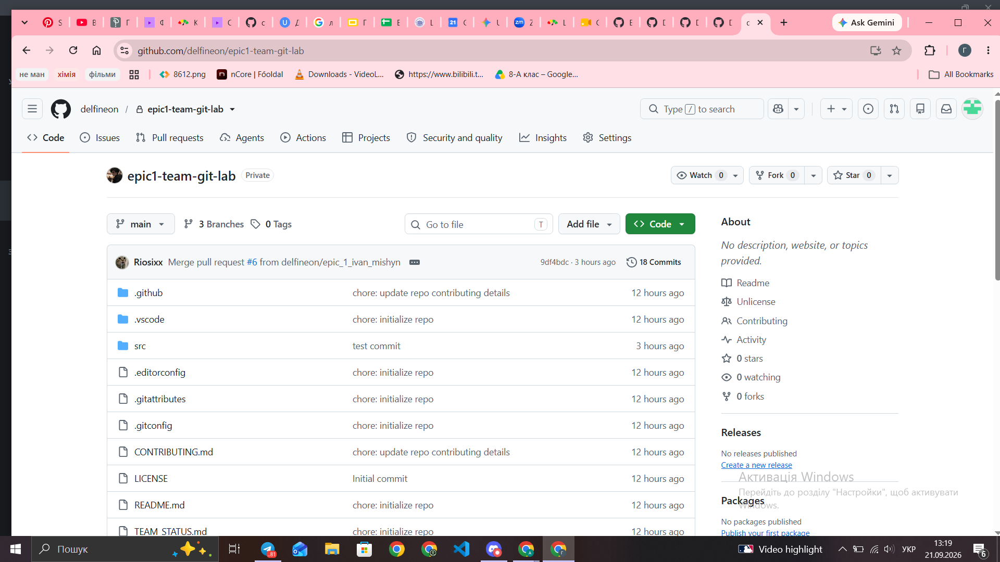 Ask Gemini
github.com/delfineon/epic1-team-git-lab
не ман хімія фільми 8612.png nCore | Főoldal Downloads - VideoL... https://www.bilibili.t... 8-А клас – Google... All Bookmarks
delfineon / epic1-team-git-lab
Type / to search
Code Issues Pull requests Agents Actions Projects Security and quality Insights Settings
epic1-team-git-lab Private
Watch 0 Fork 0 Star 0
main 3 Branches 0 Tags Go to file T Add file Code
Riosixx Merge pull request #6 from delfineon/epic_1_ivan_mishyn 9df4bdc · 3 hours ago 18 Commits
.github chore: update repo contributing details 12 hours ago
.vscode chore: initialize repo 12 hours ago
src test commit 3 hours ago
.editorconfig chore: initialize repo 12 hours ago
.gitattributes chore: initialize repo 12 hours ago
.gitconfig chore: initialize repo 12 hours ago
CONTRIBUTING.md chore: update repo contributing details 12 hours ago
LICENSE Initial commit 12 hours ago
README.md chore: initialize repo 12 hours ago
TEAM_STATUS.md chore: initialize repo 12 hours ago
About
No description, website, or topics
provided.
Readme
Unlicense
Contributing
Activity
0 stars
0 watching
0 forks
Releases
No releases published
Create a new release
Активація Windows
Перейдіть до розділу "Настройки", щоб активувати
Windows.
Packages
No packages published
Publish your first package
Пошук
81
Video highlight
УКР
13:19
21.09.2026
6